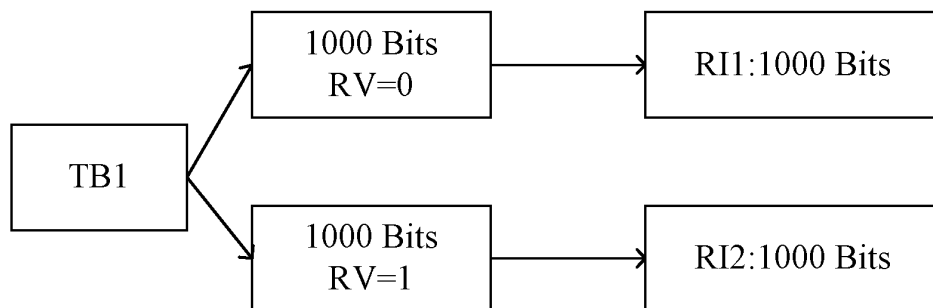 TB1
1000 Bits
RV=0
RI1:1000 Bits
1000 Bits
RV=1
RI2:1000 Bits